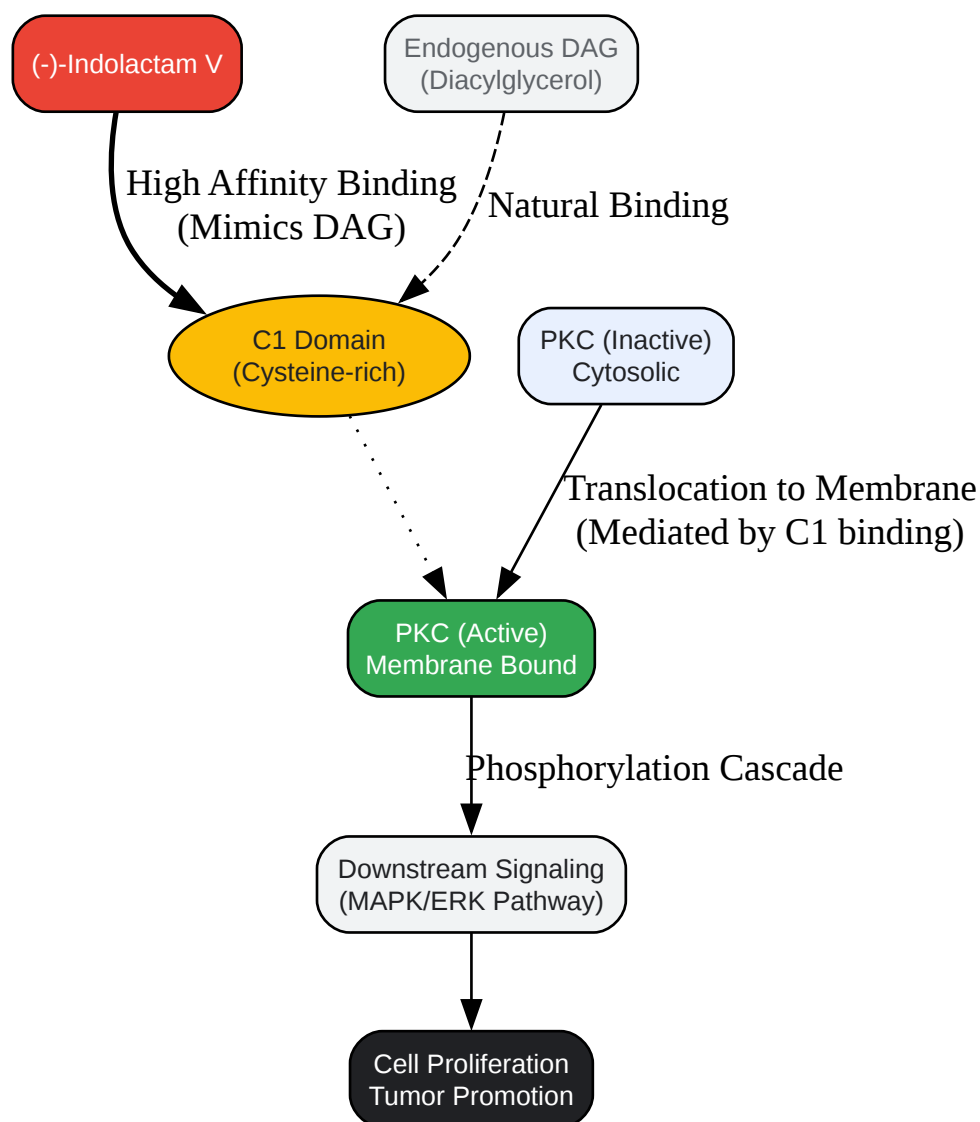 (-)-Indolactam V
Endogenous DAG
(Diacylglycerol)
High Affinity Binding
(Mimics DAG)
Natural Binding
C1 Domain
(Cysteine-rich)
PKC (Inactive)
Cytosolic
Translocation to Membrane
(Mediated by C1 binding)
PKC (Active)
Membrane Bound
Phosphorylation Cascade
Downstream Signaling
(MAPK/ERK Pathway)
Cell Proliferation
Tumor Promotion